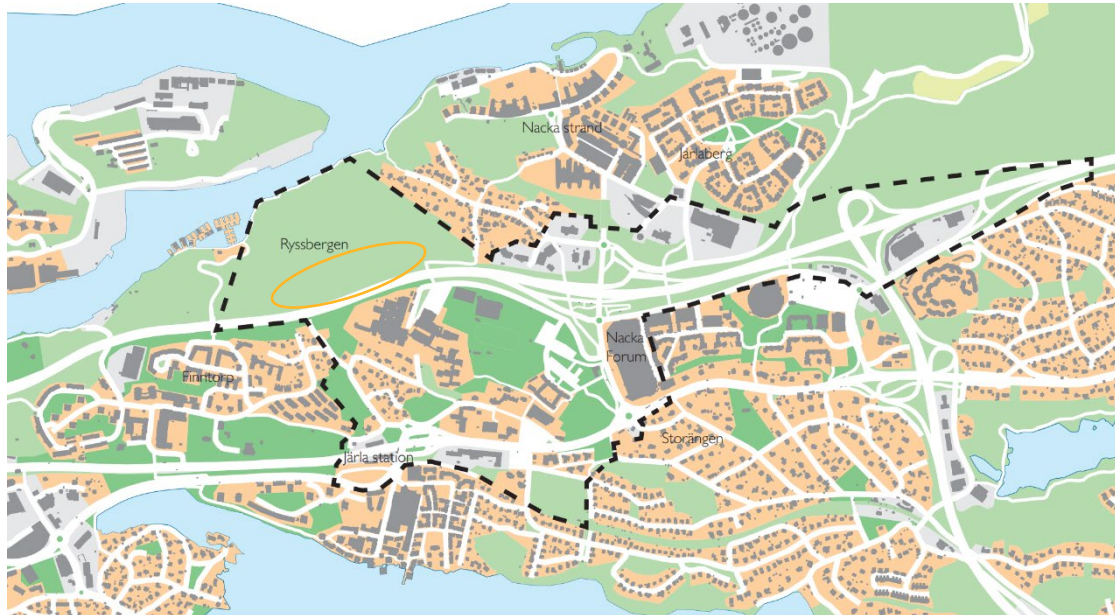 Nacka strand
Jarlaberg
Ryssbergen
Nacka
Forum
Finntorp
Storängen
Järla station